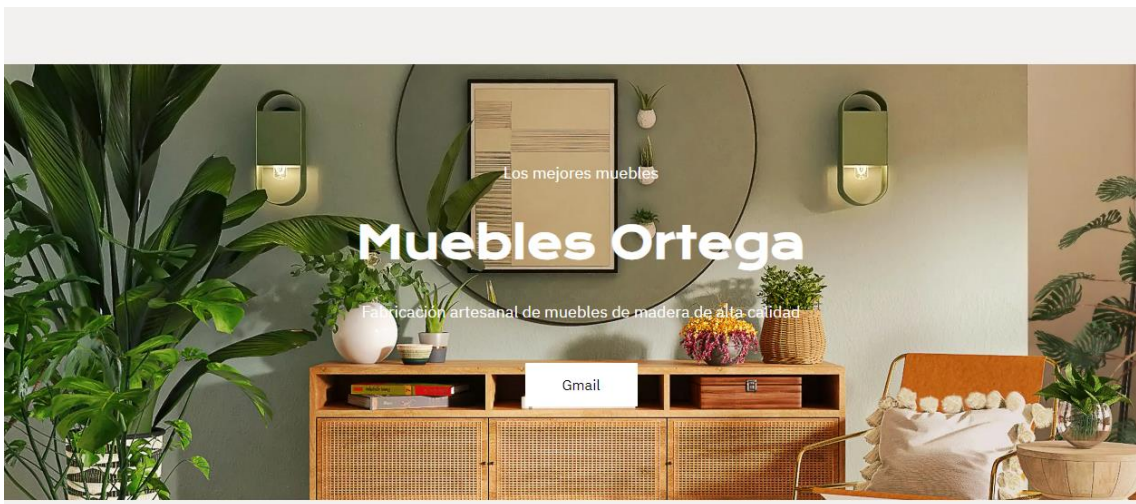 Los mejores muebles
Muebles Ortega
Fabricación artesanal de muebles de madera de alta calidad
Gmail